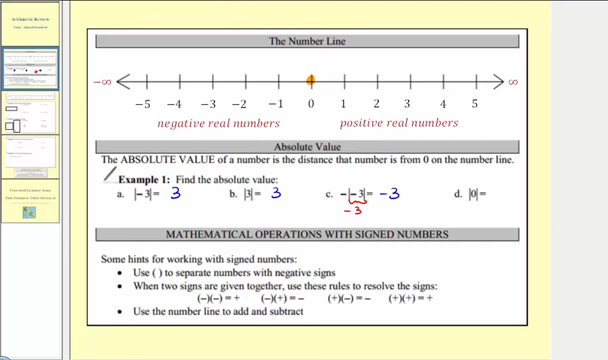 The Number Line
−∞ ∞
−5 −4 −3 −2 −1 0 1 2 3 4 5
negative real numbers positive real numbers
Absolute Value
The ABSOLUTE VALUE of a number is the distance that number is from 0 on the number line.
Example 1: Find the absolute value:
a. |−3|= 3 b. |3|= 3 c. −|−3|= −3 d. |0|=
−3
MATHEMATICAL OPERATIONS WITH SIGNED NUMBERS
Some hints for working with signed numbers:
• Use ( ) to separate numbers with negative signs
• When two signs are given together, use these rules to resolve the signs:
(−)(−) = + (−)(+) = − (+)(−) = − (+)(+) = +
• Use the number line to add and subtract